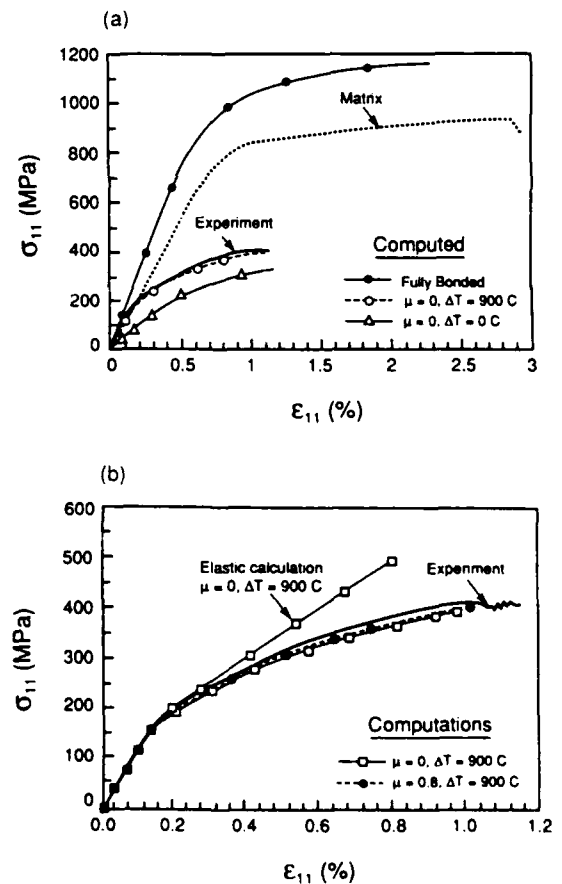 (a)
1200
1000
800
600
400
200
0
σ11 (MPa)
Matrix
Experiment
Computed
Fully Bonded
μ = 0, ΔT = 900 C
μ = 0, ΔT = 0 C
0 0.5 1 1.5 2 2.5 3
ε11 (%)
(b)
600
500
400
300
200
100
0
σ11 (MPa)
Elastic calculation
μ = 0, ΔT = 900 C
Experiment
Computations
μ = 0, ΔT = 900 C
μ = 0.8, ΔT = 900 C
0.0 0.2 0.4 0.6 0.8 1.0 1.2
ε11 (%)